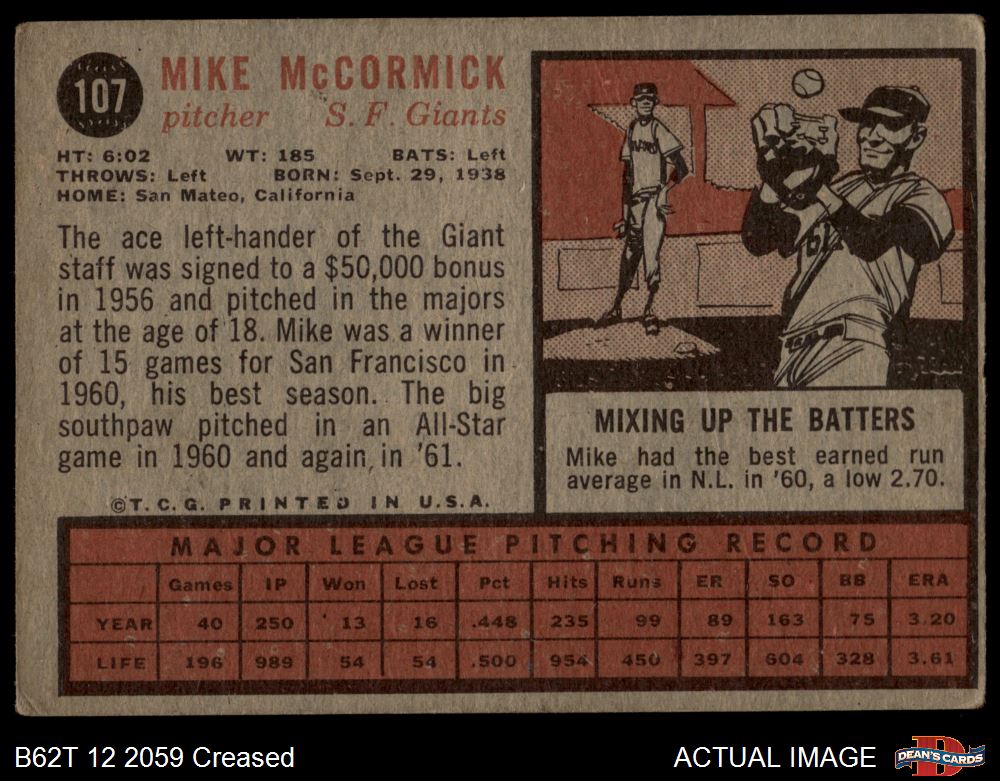 107
MIKE McCORMICK
pitcher S. F. Giants
HT: 6:02 WT: 185 BATS: Left
THROWS: Left BORN: Sept. 29, 1938
HOME: San Mateo, California
The ace left-hander of the Giant
staff was signed to a $50,000 bonus
in 1956 and pitched in the majors
at the age of 18. Mike was a winner
of 15 games for San Francisco in
1960, his best season. The big
southpaw pitched in an All-Star
game in 1960 and again, in '61.
©T.C.G. PRINTED IN U.S.A.
MIXING UP THE BATTERS
Mike had the best earned run
average in N.L. in '60, a low 2.70.
MAJOR LEAGUE PITCHING RECORD
Games IP Won Lost Pct Hits Runs ER SO BB ERA
YEAR 40 250 13 16 .448 235 99 89 163 75 3.20
LIFE 196 989 54 54 .500 954 450 397 604 328 3.61
B62T 12 2059 Creased
ACTUAL IMAGE
D
DEAN'S CARDS